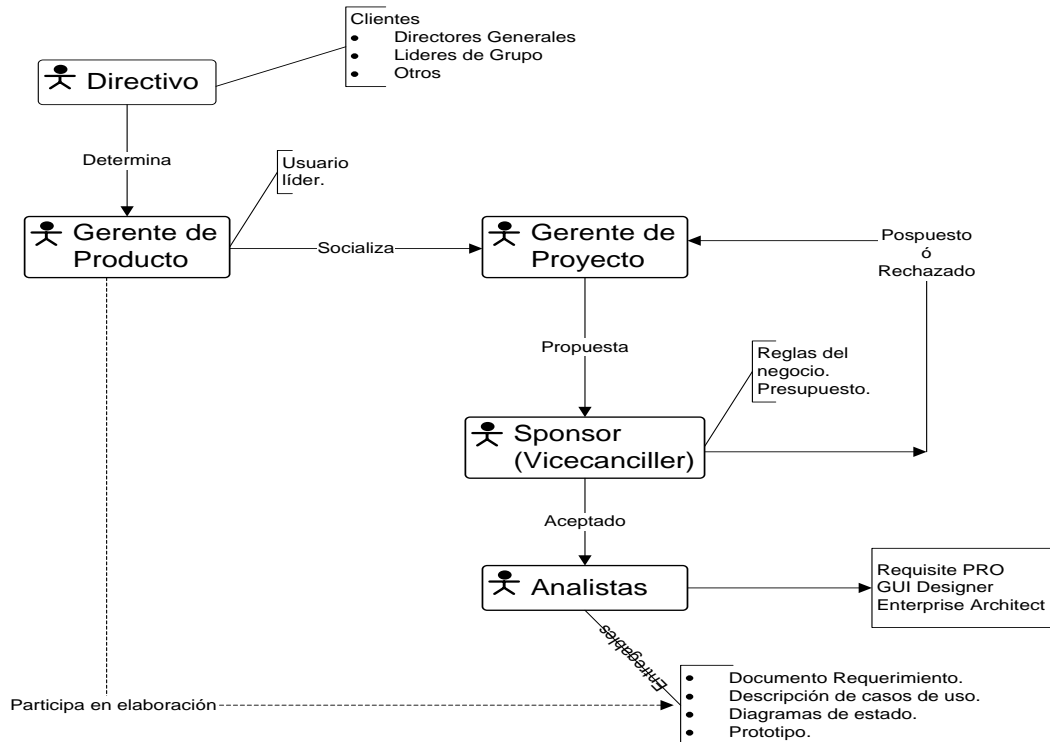 Clientes
• Directores Generales
• Lideres de Grupo
• Otros
Directivo
Determina
Usuario
líder.
Gerente de
Producto
Socializa
Gerente de
Proyecto
Pospuesto
ó
Rechazado
Propuesta
Reglas del
negocio.
Presupuesto.
Sponsor
(Vicecanciller)
Aceptado
Analistas
Requisite PRO
GUI Designer
Enterprise Architect
Entregables
• Documento Requerimiento.
• Descripción de casos de uso.
• Diagramas de estado.
• Prototipo.
Participa en elaboración